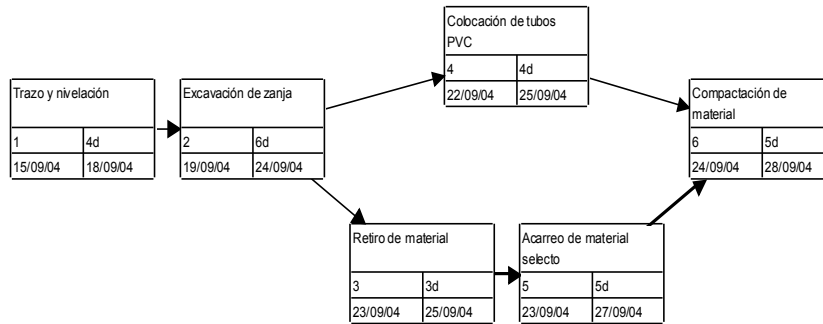 Colocación de tubos
PVC
4 4d
22/09/04 25/09/04
Trazo y nivelación
1 4d
15/09/04 18/09/04
Excavación de zanja
2 6d
19/09/04 24/09/04
Compactación de
material
6 5d
24/09/04 28/09/04
Retiro de material
3 3d
23/09/04 25/09/04
Acarreo de material
selecto
5 5d
23/09/04 27/09/04